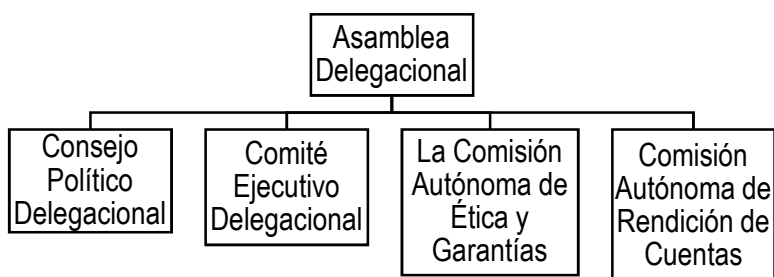 Asamblea
Delegacional
Consejo
Político
Delegacional
Comité
Ejecutivo
Delegacional
La Comisión
Autónoma de
Ética y
Garantías
Comisión
Autónoma de
Rendición de
Cuentas